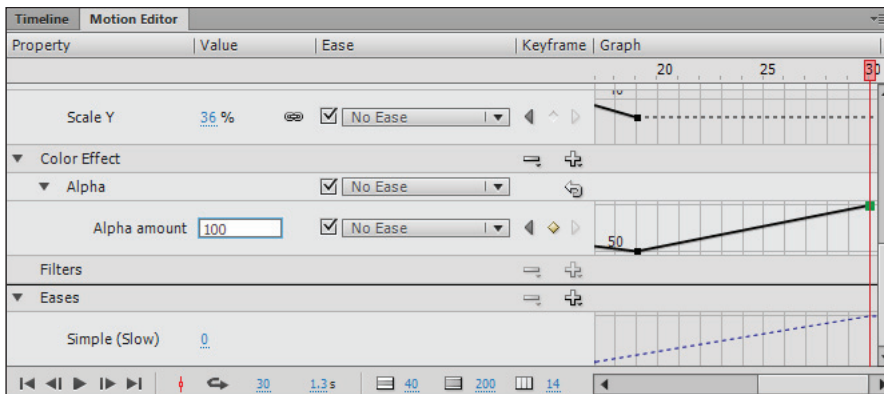 Timeline Motion Editor
Property Value Ease Keyframe Graph
20 25 30
Scale Y 36 % No Ease
Color Effect
Alpha No Ease
Alpha amount 100 No Ease 50
Filters
Eases
Simple (Slow) 0
30 1.3 s 40 200 14